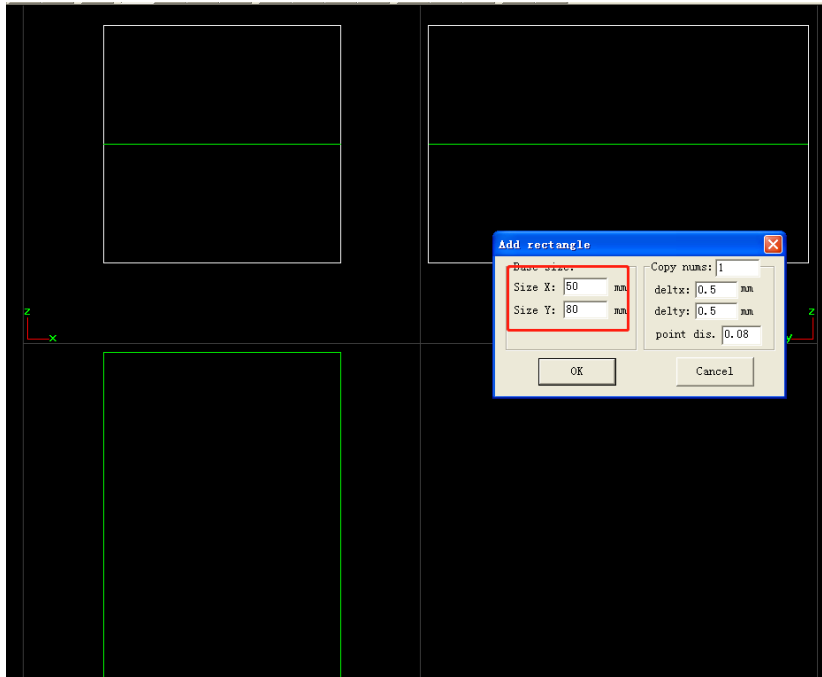 Add rectangle
Base size:
Copy nums: 1
Size X: 50 mm
deltx: 0.5 mm
Size Y: 80 mm
delty: 0.5 mm
point dis. 0.08
OK
Cancel
z
x
z
y